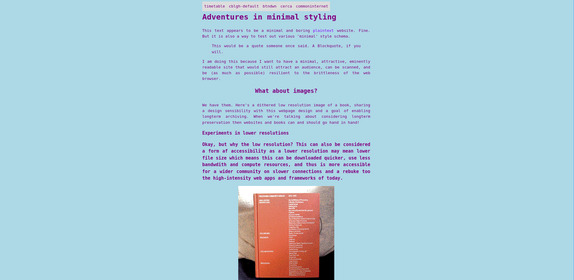 timetable <high-default btndwn cerca commoninternet
Adventures in minimal styling
This text appears to be a minimal and boring plaintext website. Fine.
But it is also a way to test out various 'minimal' style schema.
This would be a quote someone once said. A Blockquote, if you
will.
I am doing this because I want to have a minimal, attractive, eminently
readable site that would still attract an audience, can be scanned, and
be (as much as possible) resilient to the brittleness of the web
browser.
What about images?
We have them. Here's a dithered low resolution image of a book, sharing
a design sensibility with this webpage design and a goal of enabling
longterm archiving. When we're talking about considering longterm
preservation then websites and books can and should go hand in hand!
Experiments in lower resolutions
Okay, but why the low resolution? This can also be considered
a form of accessibility as a lower resolution may mean lower
file size which means this can be downloaded quicker, use less
bandwidth and compute resources, and thus is more accessible
for a wider community on slower connections and a rebuke too
the high-intensity web apps and frameworks of today.